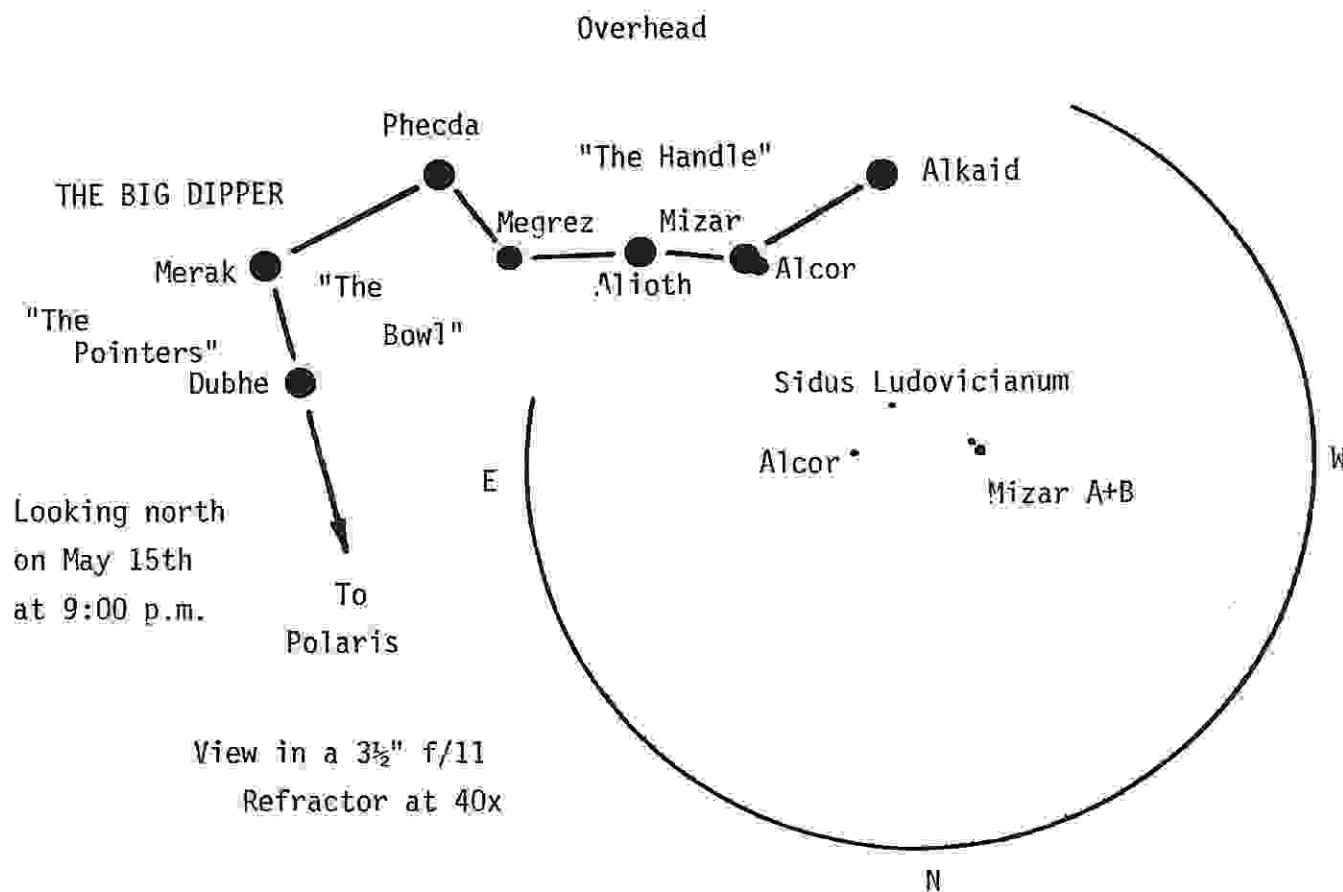 Overhead
Phecda
"The Handle"
Alkaid
THE BIG DIPPER
Megrez
Mizar
Merak
Alcor
Alioth
"The
Bowl"
"The
Pointers"
Dubhe
Sidus Ludovicianum
Alcor
E
W
Mizar A+B
Looking north
on May 15th
at 9:00 p.m.
To
Polaris
View in a 3½" f/11
Refractor at 40x
N